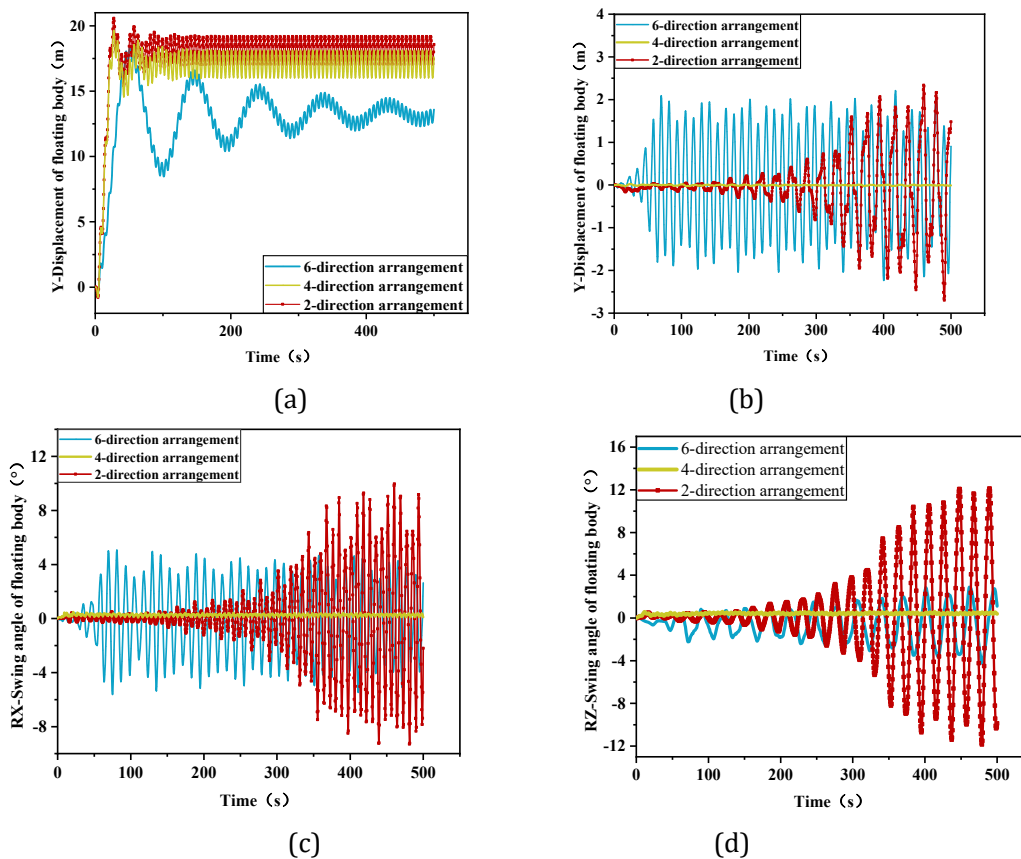 Y-Displacement of floating body (m)
20
15
10
5
0
6-direction arrangement
4-direction arrangement
2-direction arrangement
0
200
400
Time（s）
(a)
Y-Displacement of floating body (m)
4
3
2
1
0
-1
-2
-3
6-direction arrangement
4-direction arrangement
2-direction arrangement
0
100
200
300
400
500
Time（s）
(b)
RX-Swing angle of floating body（°）
12
8
4
0
-4
-8
6-direction arrangement
4-direction arrangement
2-direction arrangement
0
100
200
300
400
500
Time（s）
(c)
RZ-Swing angle of floating body（°）
16
12
8
4
0
-4
-8
-12
6-direction arrangement
4-direction arrangement
2-direction arrangement
0
100
200
300
400
500
Time（s）
(d)